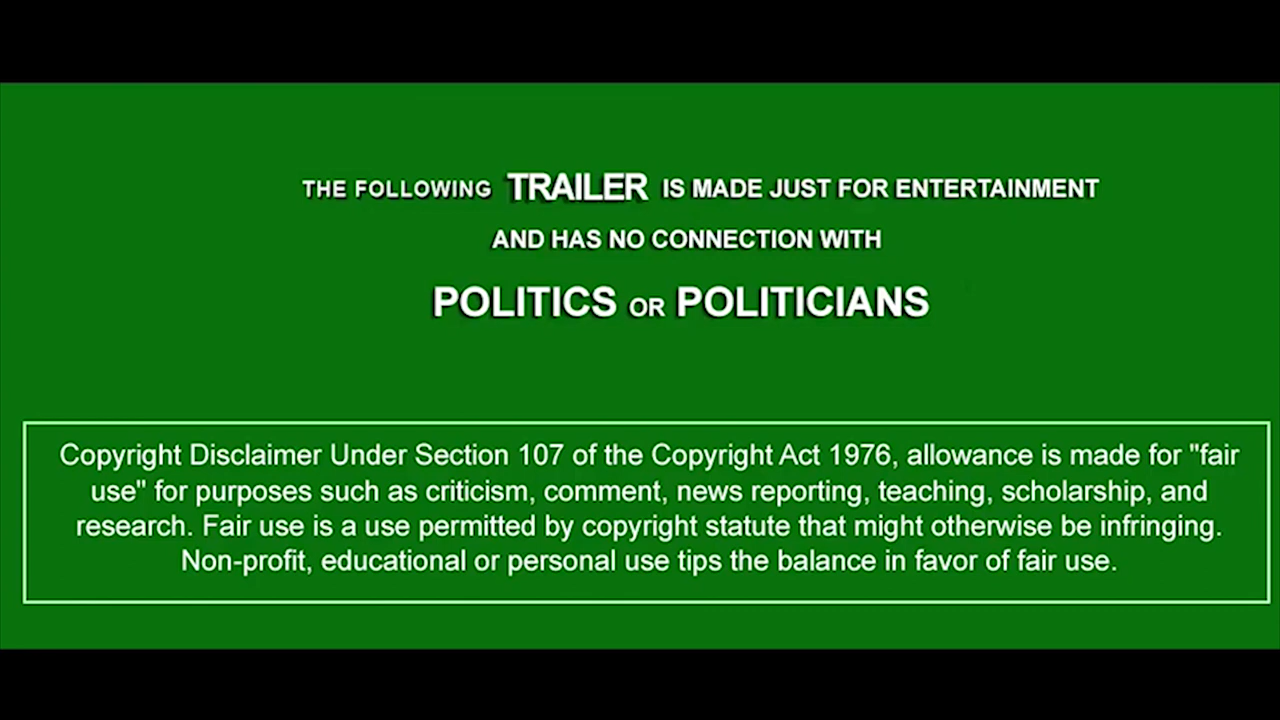 THE FOLLOWING TRAILER IS MADE JUST FOR ENTERTAINMENT
AND HAS NO CONNECTION WITH
POLITICS OR POLITICIANS
Copyright Disclaimer Under Section 107 of the Copyright Act 1976, allowance is made for "fair
use" for purposes such as criticism, comment, news reporting, teaching, scholarship, and
research. Fair use is a use permitted by copyright statute that might otherwise be infringing.
Non-profit, educational or personal use tips the balance in favor of fair use.